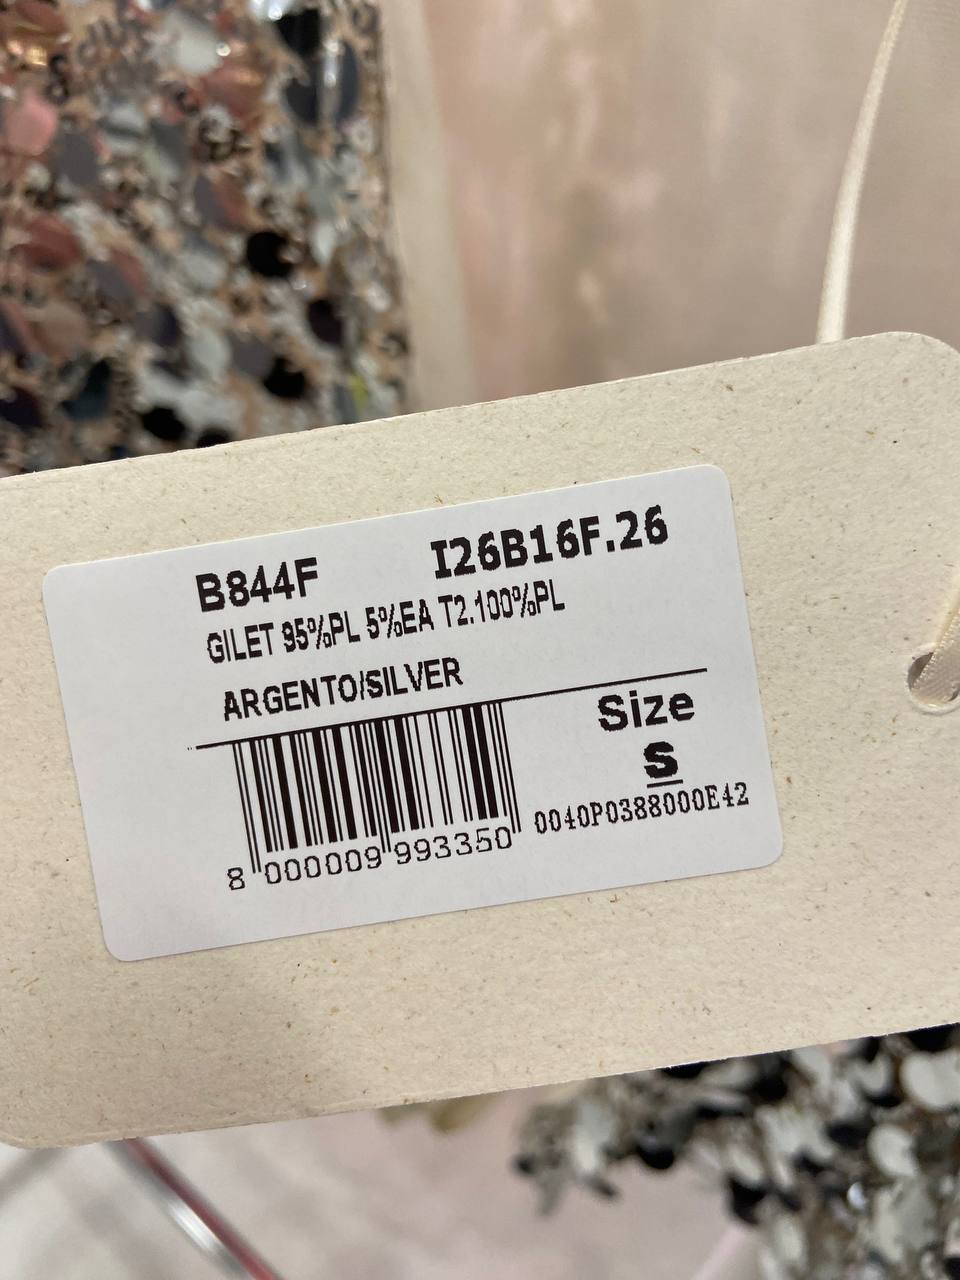 B844F I26B16F.26
GILET 95%PL 5%EA T2.100%PL
ARGENTO/SILVER
Size
S
0040P0388000E42
8 000009 993350